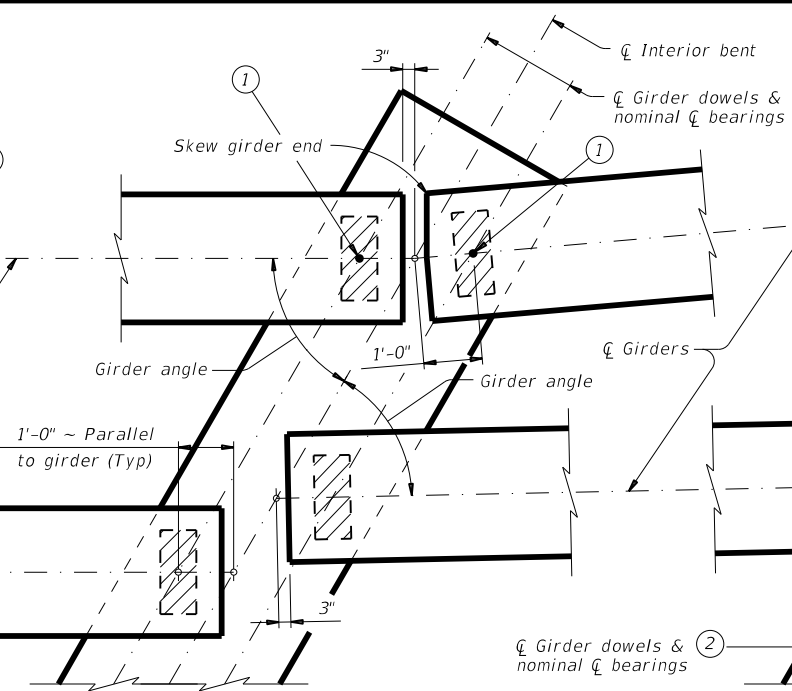 3"
℄ Interior bent
1
℄ Girder dowels &
nominal ℄ bearings
Skew girder end
1
1'-0"
℄ Girders
Girder angle
Girder angle
1'-0" ~ Parallel
to girder (Typ)
3"
℄ Girder dowels & 2
nominal ℄ bearings